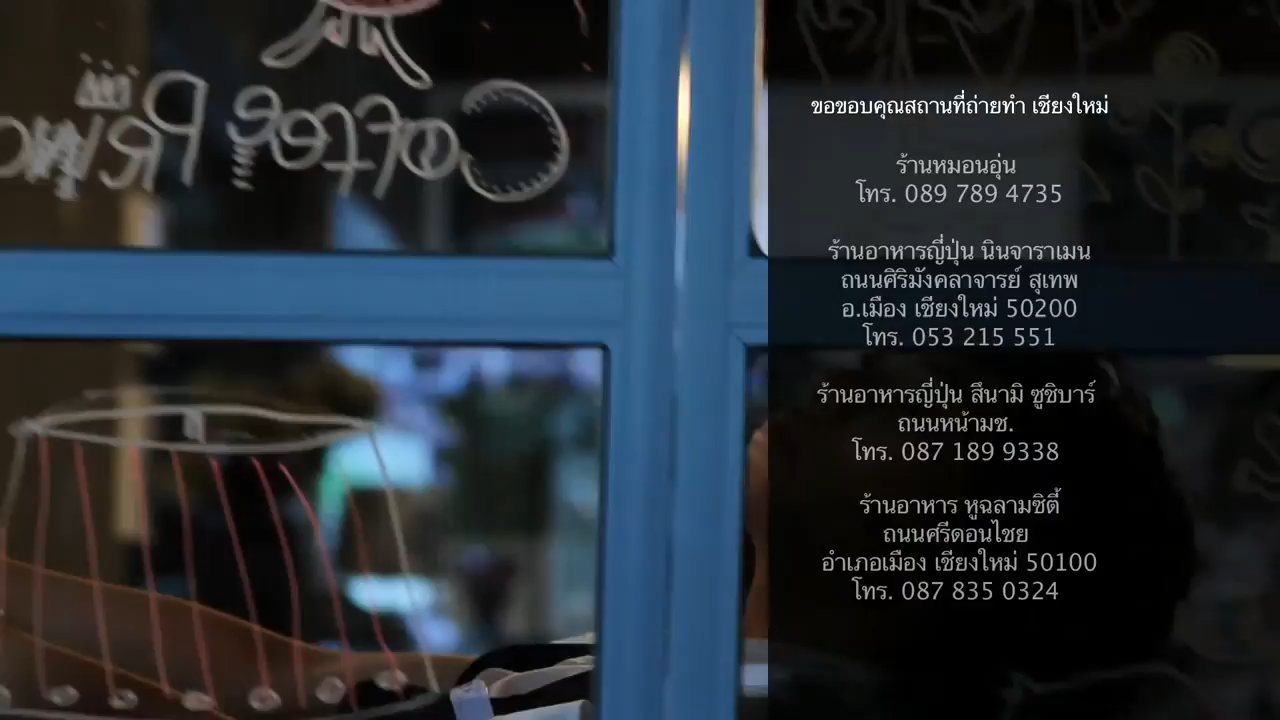 ขอขอบคุณสถานที่ถ่ายทำ เชียงใหม่
ร้านหมอนอุ่น
โทร. 089 789 4735
ร้านอาหารญี่ปุ่น นินจาราเมน
ถนนศิริมังคลาจารย์ สุเทพ
อ.เมือง เชียงใหม่ 50200
โทร. 053 215 551
ร้านอาหารญี่ปุ่น สึนามิ ซูชิบาร์
ถนนหน้ามช.
โทร. 087 189 9338
ร้านอาหาร หูฉลามซิตี้
ถนนศรีดอนไชย
อำเภอเมือง เชียงใหม่ 50100
โทร. 087 835 0324